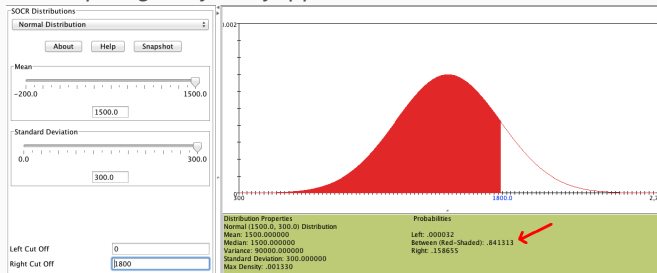 SOCR Distributions
Normal Distribution
About Help Snapshot
Mean
-200.0 1500.0
1500.0
Standard Deviation
0.0 300.0
300.0
Left Cut Off 0
Right Cut Off 1800
1800.0
Distribution Properties
Normal (1500.0, 300.0) Distribution
Mean: 1500.000000
Median: 1500.000000
Variance: 90000.000000
Standard Deviation: 300.000000
Max Density: .001330
Probabilities
Left: .000032
Between (Red-Shaded): .841313
Right: .158655